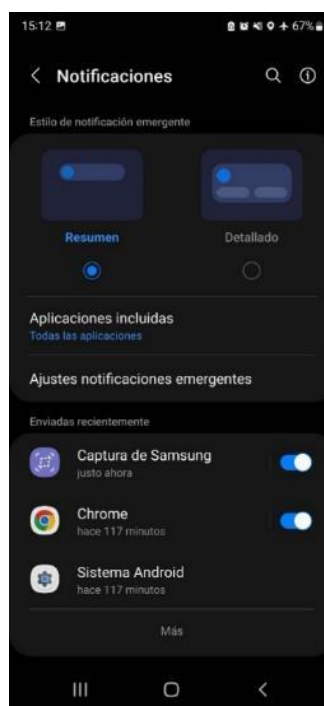 15:12
67%
Notificaciones
Estilo de notificación emergente
Resumen
Detallado
Aplicaciones incluidas
Todas las aplicaciones
Ajustes notificaciones emergentes
Enviadas recientemente
Captura de Samsung
justo ahora
Chrome
hace 117 minutos
Sistema Android
hace 117 minutos
Más